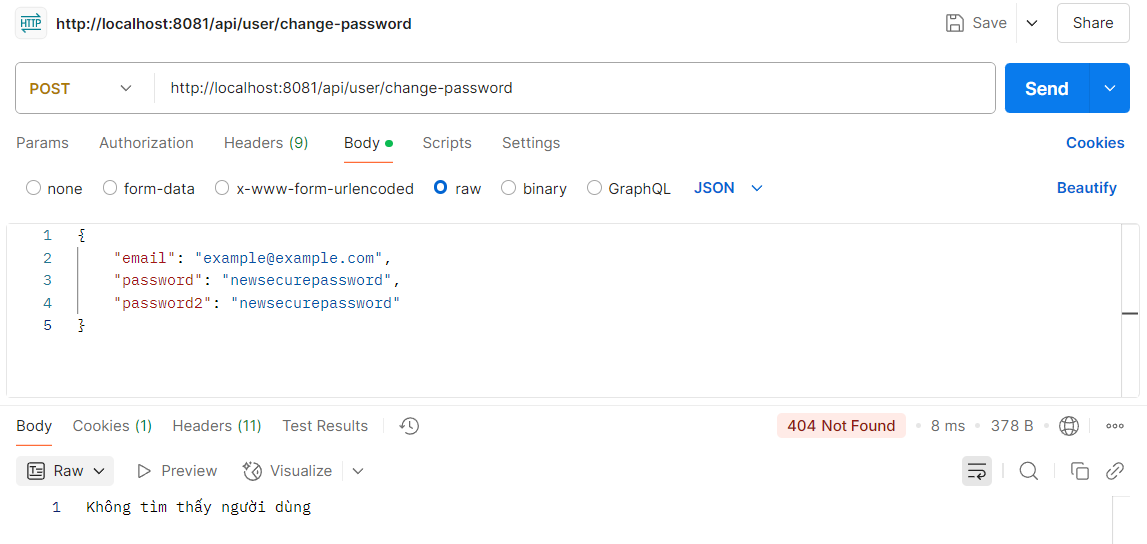 HTTP http://localhost:8081/api/user/change-password Save Share
POST http://localhost:8081/api/user/change-password Send
Params Authorization Headers (9) Body Scripts Settings Cookies
none form-data x-www-form-urlencoded raw binary GraphQL JSON Beautify
1 {
2 "email": "example@example.com",
3 "password": "newsecurepassword",
4 "password2": "newsecurepassword"
5 }
Body Cookies (1) Headers (11) Test Results 404 Not Found 8 ms 378 B
Raw Preview Visualize
1 Không tìm thấy người dùng